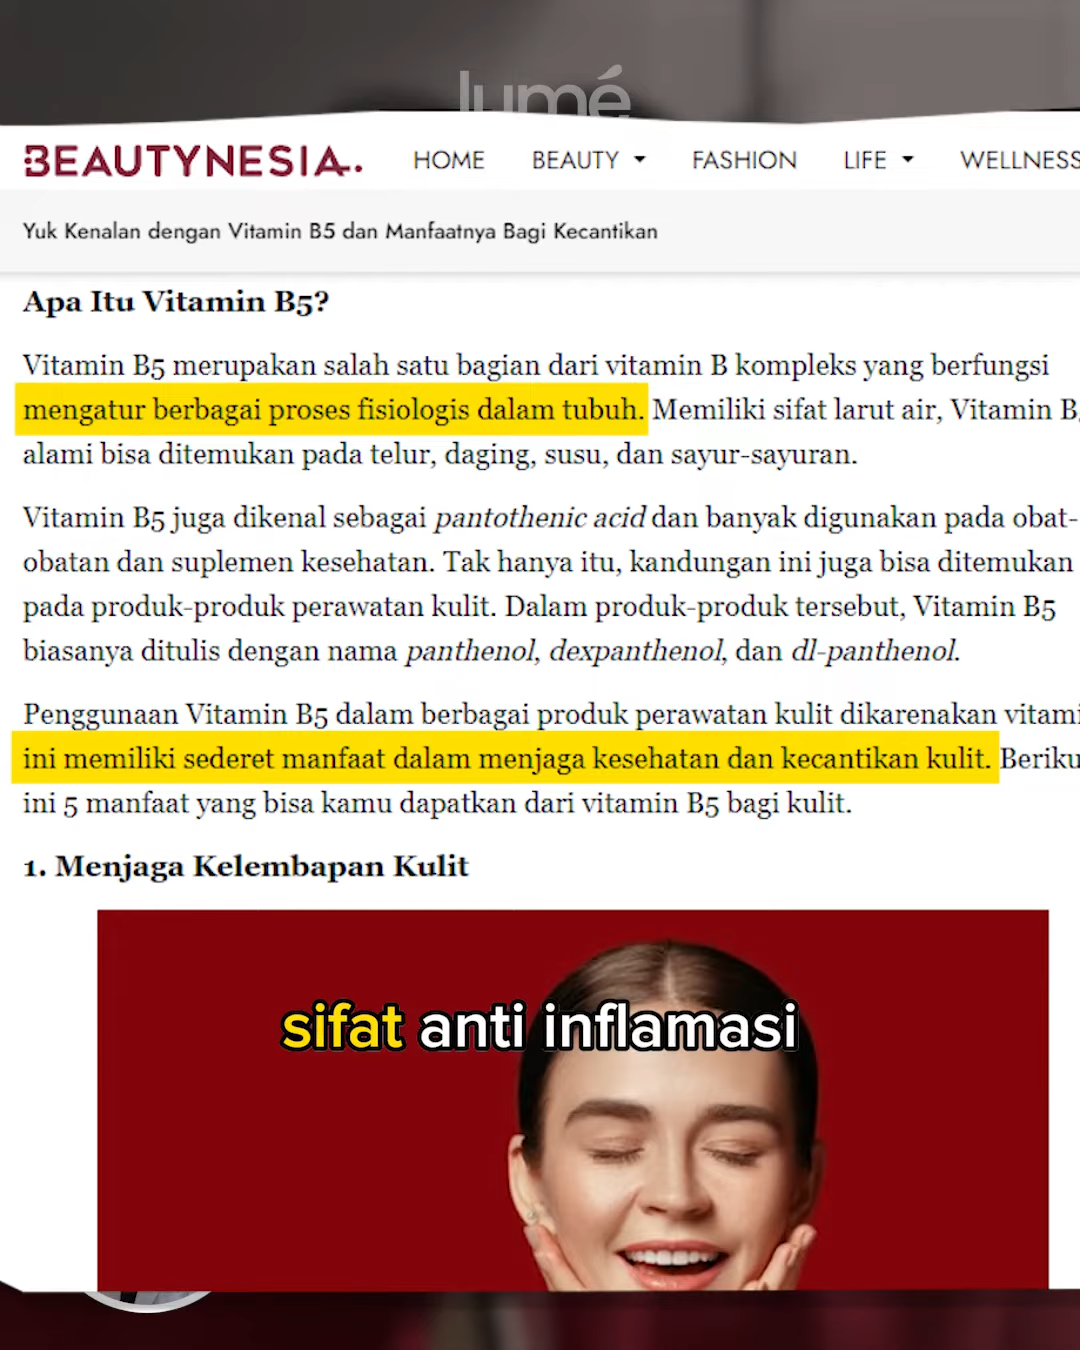 lumé
BEAUTYNESIA..
HOME BEAUTY FASHION LIFE WELLNESS
Yuk Kenalan dengan Vitamin B5 dan Manfaatnya Bagi Kecantikan
Apa Itu Vitamin B5?
Vitamin B5 merupakan salah satu bagian dari vitamin B kompleks yang berfungsi
mengatur berbagai proses fisiologis dalam tubuh. Memiliki sifat larut air, Vitamin B5
alami bisa ditemukan pada telur, daging, susu, dan sayur-sayuran.
Vitamin B5 juga dikenal sebagai pantothenic acid dan banyak digunakan pada obat-
obatan dan suplemen kesehatan. Tak hanya itu, kandungan ini juga bisa ditemukan
pada produk-produk perawatan kulit. Dalam produk-produk tersebut, Vitamin B5
biasanya ditulis dengan nama panthenol, dexpanthenol, dan dl-panthenol.
Penggunaan Vitamin B5 dalam berbagai produk perawatan kulit dikarenakan vitami
ini memiliki sederet manfaat dalam menjaga kesehatan dan kecantikan kulit. Beriku
ini 5 manfaat yang bisa kamu dapatkan dari vitamin B5 bagi kulit.
1. Menjaga Kelembapan Kulit
sifat anti inflamasi